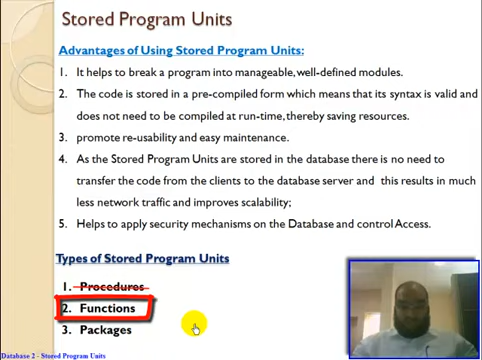 Stored Program Units
Advantages of Using Stored Program Units:
1. It helps to break a program into manageable, well-defined modules.
2. The code is stored in a pre-compiled form which means that its syntax is valid and
does not need to be compiled at run-time, thereby saving resources.
3. promote re-usability and easy maintenance.
4. As the Stored Program Units are stored in the database there is no need to
transfer the code from the clients to the database server and this results in much
less network traffic and improves scalability;
5. Helps to apply security mechanisms on the Database and control Access.
Types of Stored Program Units
1. Procedures
2. Functions
3. Packages
Database 2 - Stored Program Units